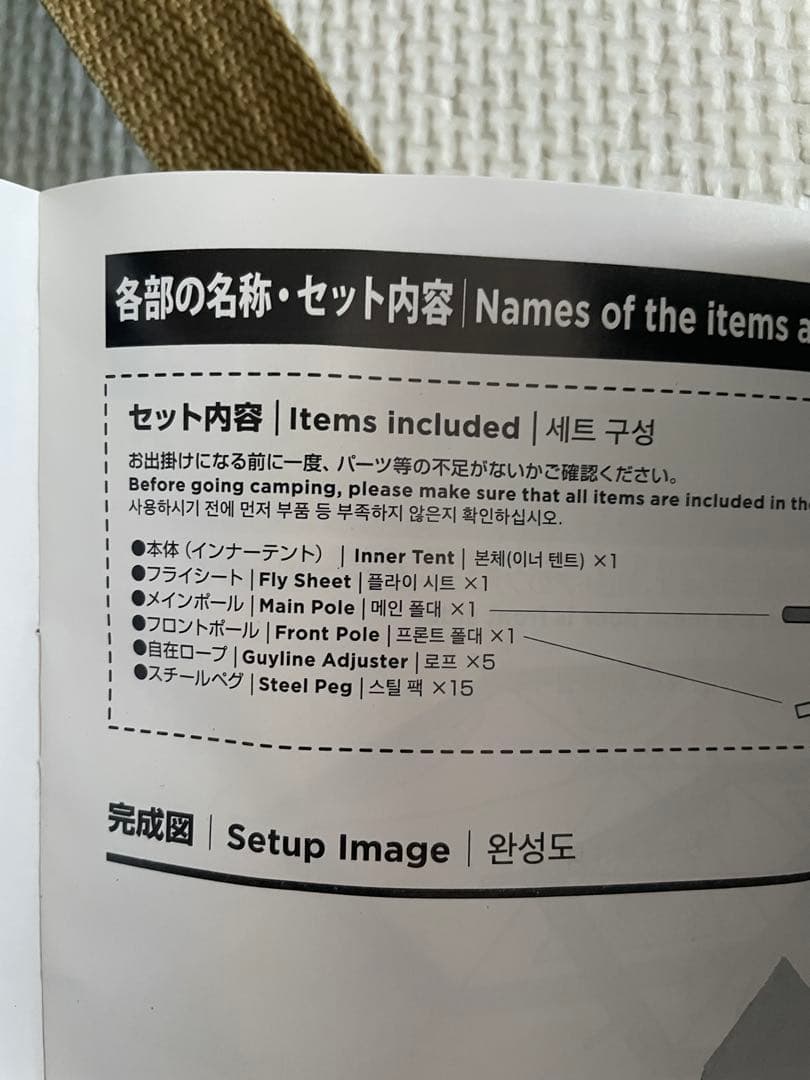 各部の名称・セット内容|Names of the items
セット内容|Items included|세트 구성
お出掛けになる前に一度、パーツ等の不足がないかご確認ください。
Before going camping, please make sure that all items are included in
사용하시기 전에 먼저 부품 등 부족하지 않은지 확인하십시오.
●本体（インナーテント）|Inner Tent|본체(이너 텐트) ×1
●フライシート|Fly Sheet|플라이 시트 ×1
●メインポール|Main Pole|메인 폴대 ×1
●フロントポール|Front Pole|프론트 폴대 ×1
●自在ロープ|Guyline Adjuster|로프 ×5
●スチールペグ|Steel Peg|스틸 팩 ×15
完成図|Setup Image|완성도